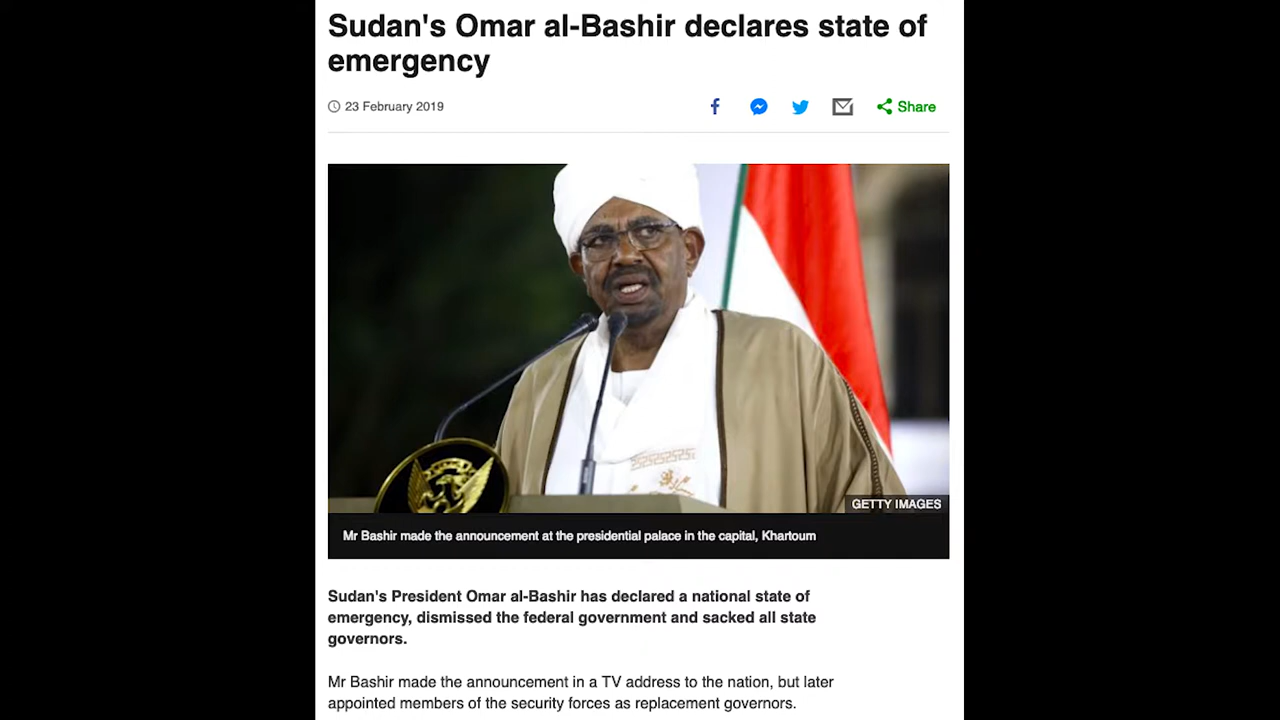 Sudan's Omar al-Bashir declares state of
emergency
23 February 2019
Share
GETTY IMAGES
Mr Bashir made the announcement at the presidential palace in the capital, Khartoum
Sudan's President Omar al-Bashir has declared a national state of
emergency, dismissed the federal government and sacked all state
governors.
Mr Bashir made the announcement in a TV address to the nation, but later
appointed members of the security forces as replacement governors.